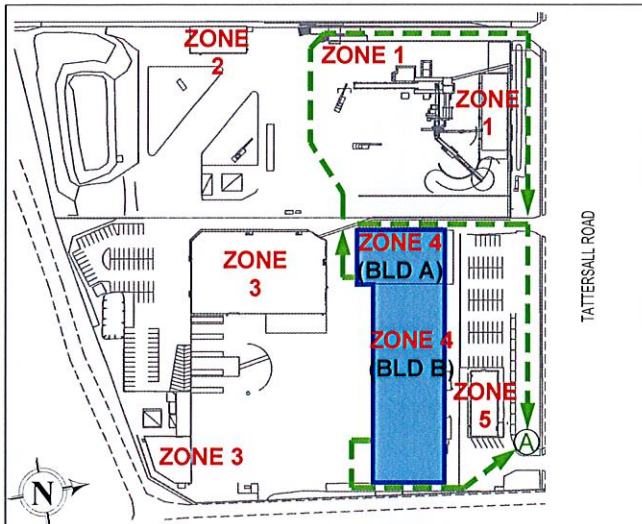 ZONE
2
ZONE 1
ZONE
1
TATTERSALL ROAD
ZONE
3
ZONE 4
(BLD A)
ZONE 4
(BLD B)
ZONE
5
A
ZONE 3
N